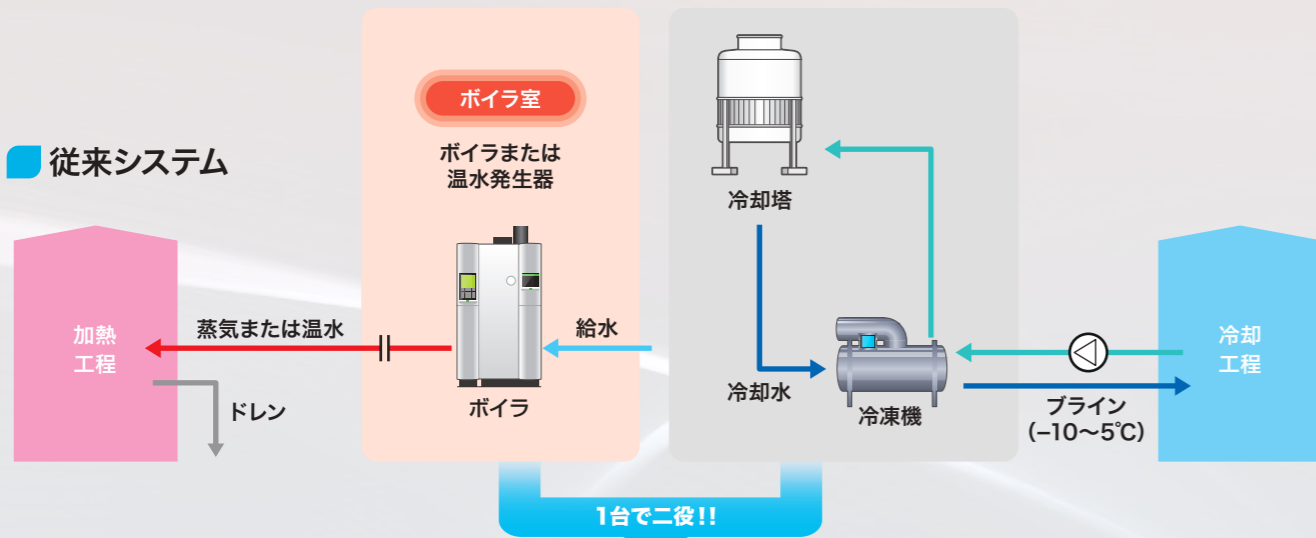 従来システム
ボイラ室
ボイラまたは
温水発生器
冷却塔
加熱
工程
蒸気または温水
給水
冷却水
冷却
工程
ドレン
ボイラ
冷凍機
ブライン
(–10〜5℃)
1台で二役!!